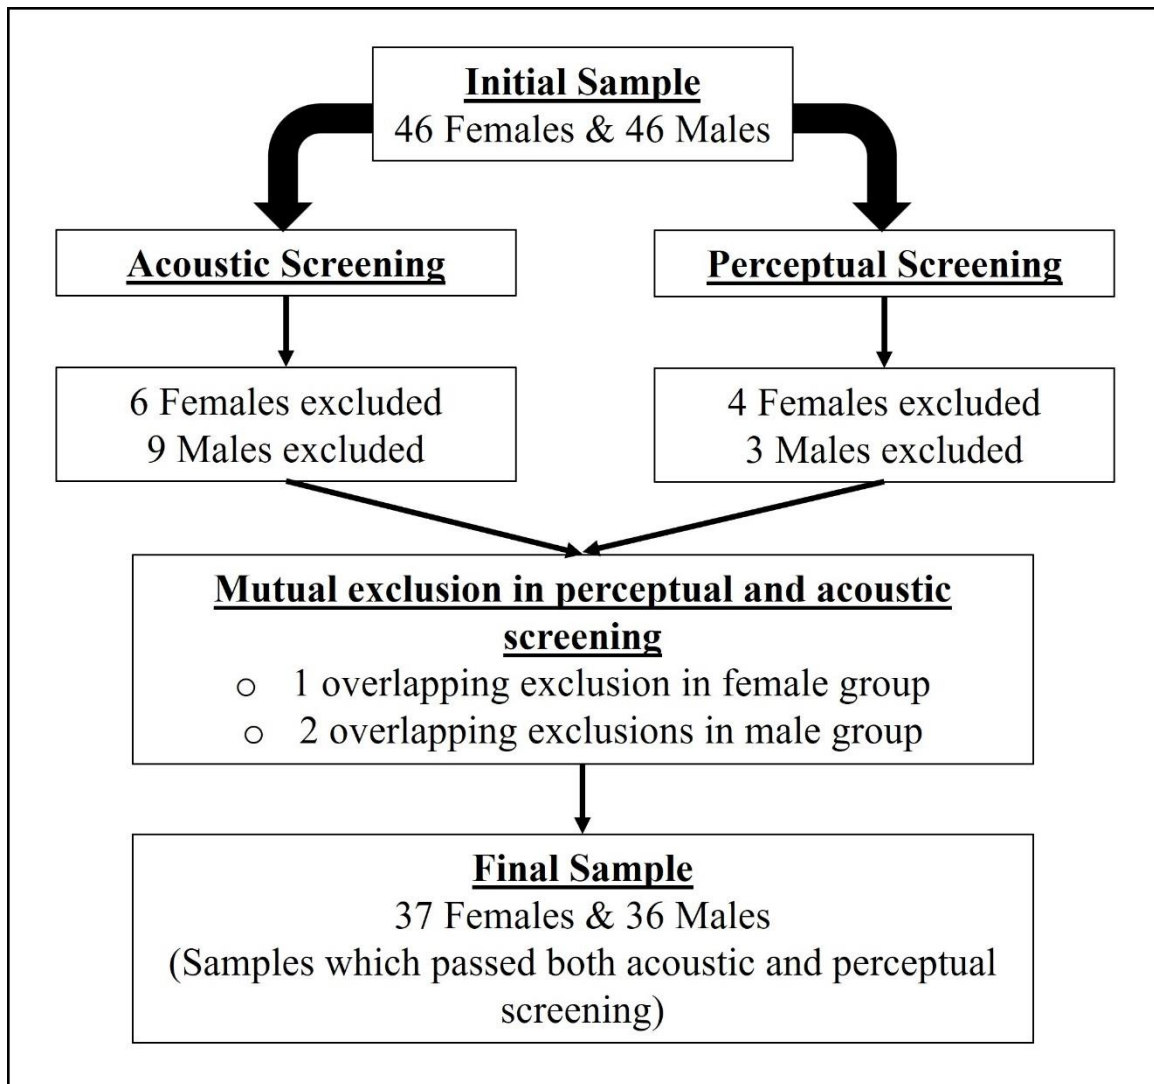 Initial Sample
46 Females & 46 Males
Acoustic Screening
Perceptual Screening
6 Females excluded
9 Males excluded
4 Females excluded
3 Males excluded
Mutual exclusion in perceptual and acoustic
screening
o 1 overlapping exclusion in female group
o 2 overlapping exclusions in male group
Final Sample
37 Females & 36 Males
(Samples which passed both acoustic and perceptual
screening)